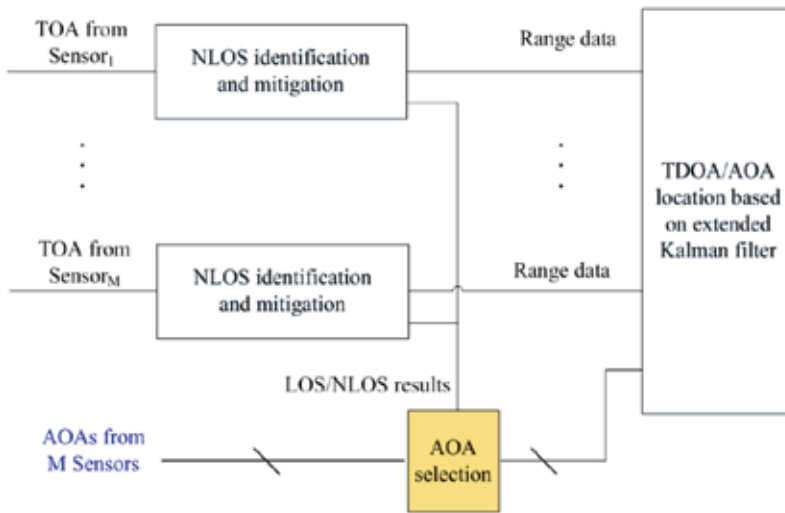 TOA from
Sensor1
NLOS identification
and mitigation
Range data
TDOA/AOA
location based
on extended
Kalman filter
TOA from
SensorM
NLOS identification
and mitigation
Range data
LOS/NLOS results
AOAs from
M Sensors
AOA
selection